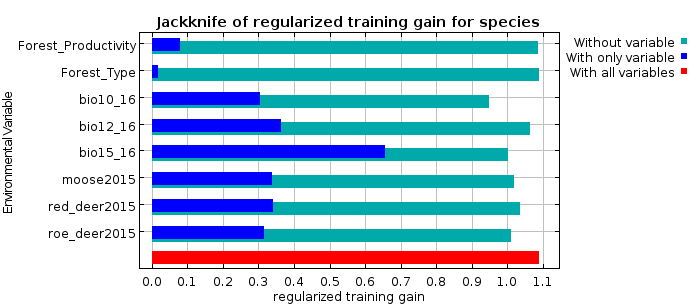 Jackknife of regularized training gain for species
Environmental Variable
Forest_Productivity
Forest_Type
bio10_16
bio12_16
bio15_16
moose2015
red_deer2015
roe_deer2015
Without variable
With only variable
With all variables
0.0 0.1 0.2 0.3 0.4 0.5 0.6 0.7 0.8 0.9 1.0 1.1
regularized training gain